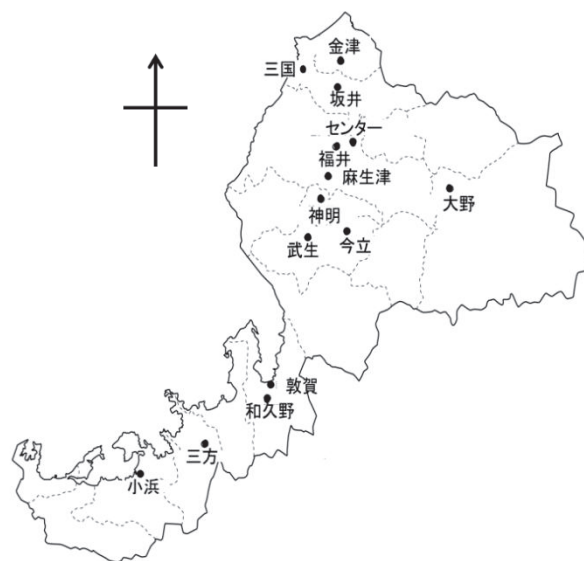 金津
三国
坂井
センター
福井
麻生津
大野
神明
武生
今立
敦賀
和久野
三方
小浜